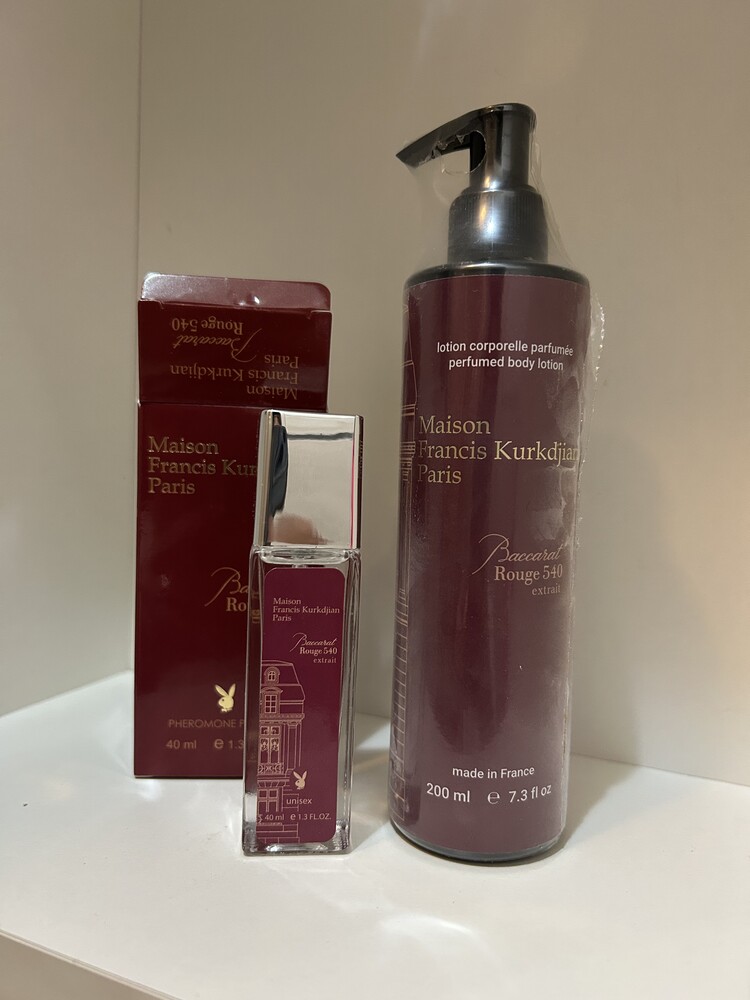 Maison
Francis Kurkdjian
Paris
Baccarat
Rouge 540
Maison
Francis
Paris
PHEROMONE
40 ml e 1.3
Maison
Francis Kurkdjian
Paris
Baccarat
Rouge 540
extrait
unisex
40 ml e 1.3 FL.OZ.
lotion corporelle parfumée
perfumed body lotion
Maison
Francis Kurkdjian
Paris
Baccarat
Rouge 540
extrait
made in France
200 ml e 7.3 fl oz